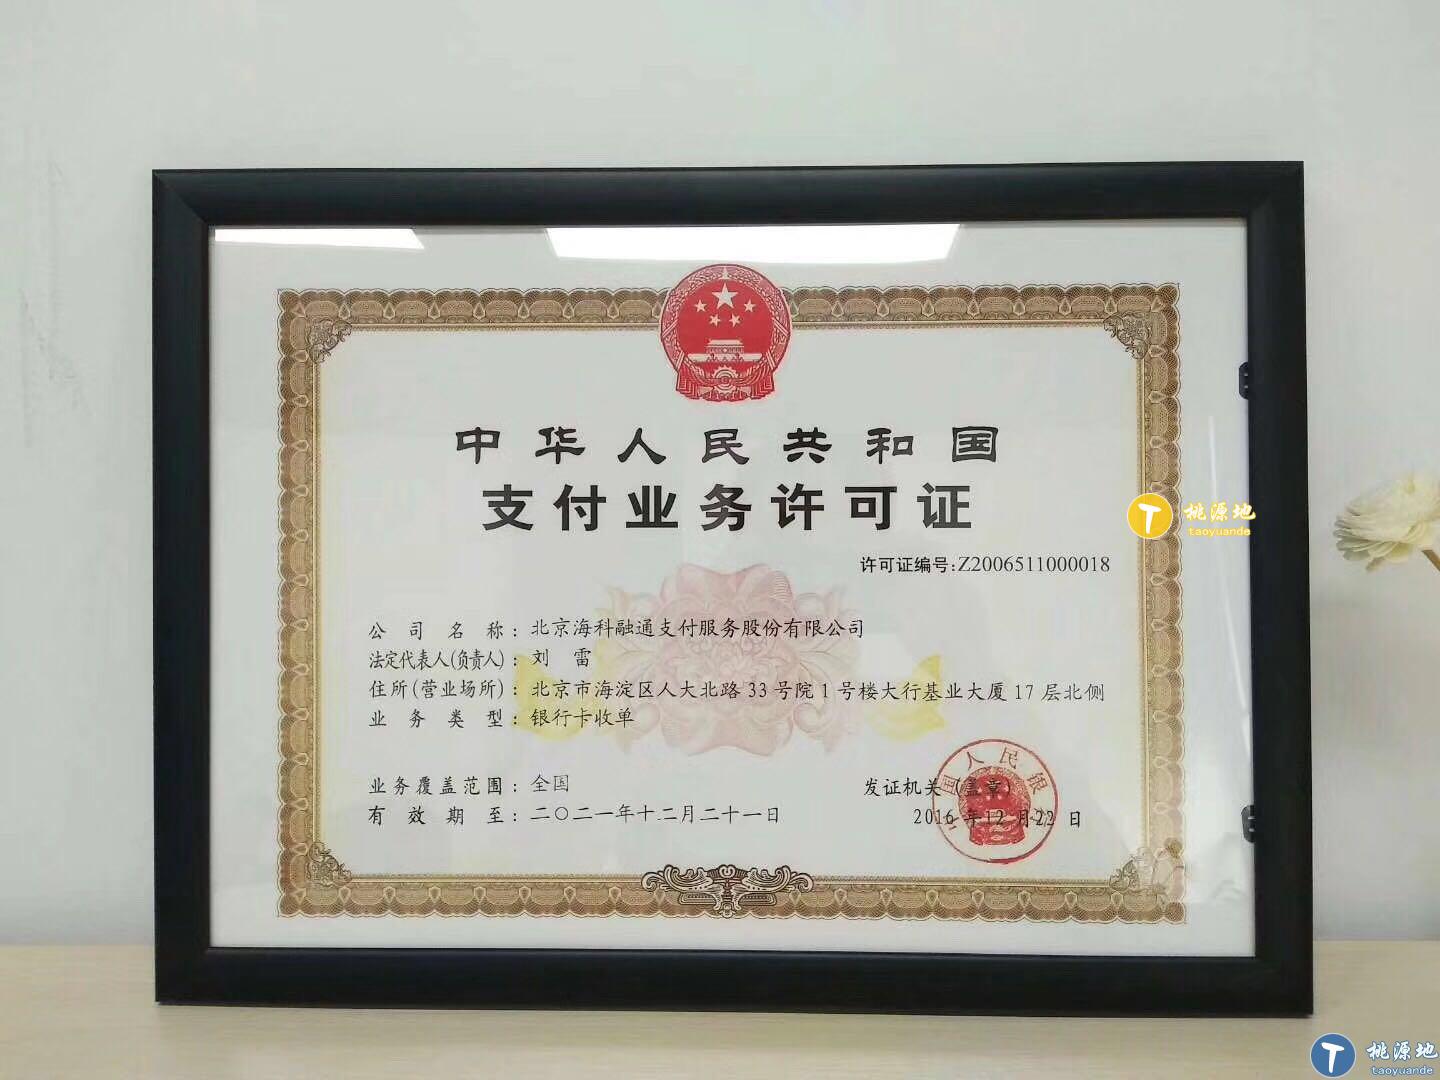 中华人民共和国
支付业务许可证
许可证编号:Z2006511000018
公司名称：北京海科融通支付服务股份有限公司
法定代表人(负责人)：刘 雷
住所(营业场所)：北京市海淀区人大北路33号院1号楼大行基业大厦17层北侧
业务类型：银行卡收单
业务覆盖范围：全国
发证机关（盖章）
有效期至：二〇二一年十二月二十一日
2016年12月22日
国人民银
T 桃源地
taoyuande
T 桃源地
taoyuande